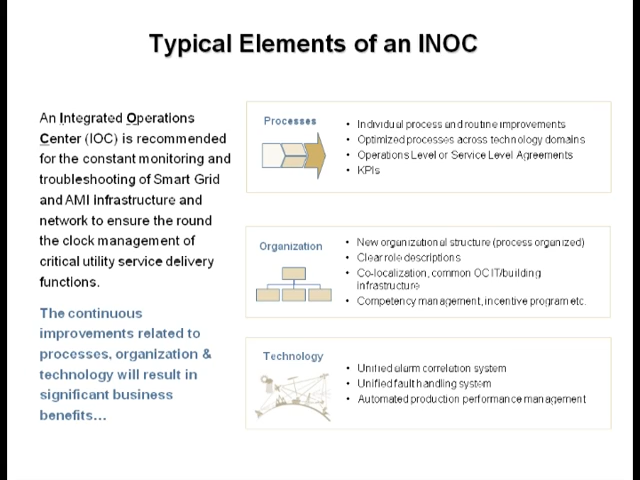 Typical Elements of an INOC
An Integrated Operations
Center (IOC) is recommended
for the constant monitoring and
troubleshooting of Smart Grid
and AMI infrastructure and
network to ensure the round
the clock management of
critical utility service delivery
functions.
The continuous
improvements related to
processes, organization &
technology will result in
significant business
benefits…
Processes
• Individual process and routine improvements
• Optimized processes across technology domains
• Operations Level or Service Level Agreements
• KPIs
Organization
• New organizational structure (process organized)
• Clear role descriptions
• Co-localization, common OC IT/building
infrastructure
• Competency management, incentive program etc.
Technology
• Unified alarm correlation system
• Unified fault handling system
• Automated production performance management